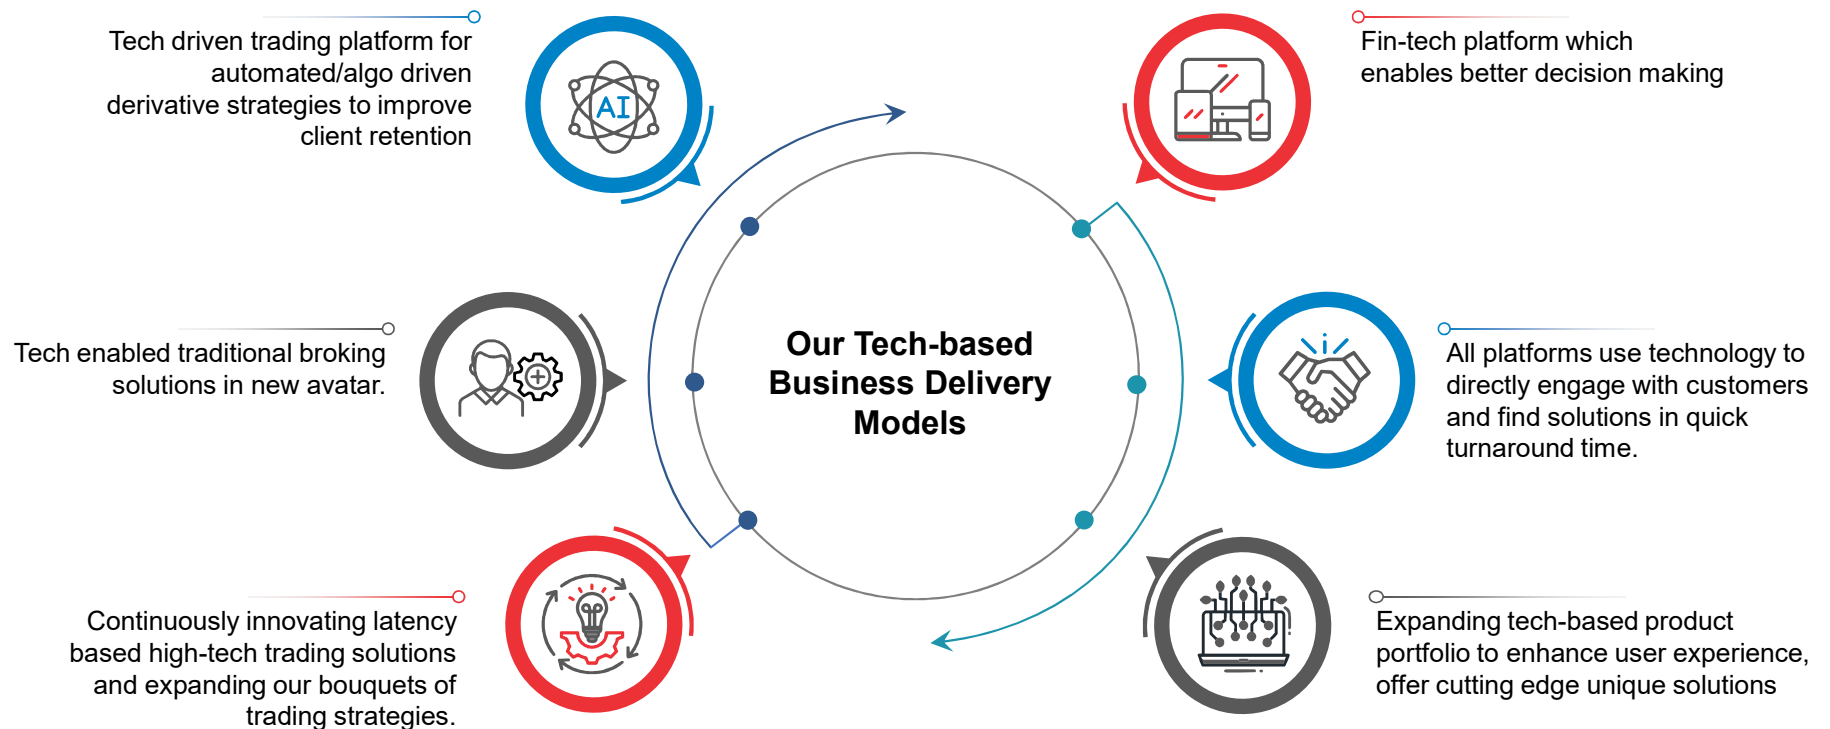 Tech driven trading platform for
automated/algo driven
derivative strategies to improve
client retention
AI
Fin-tech platform which
enables better decision making
Tech enabled traditional broking
solutions in new avatar.
Our Tech-based
Business Delivery
Models
All platforms use technology to
directly engage with customers
and find solutions in quick
turnaround time.
Continuously innovating latency
based high-tech trading solutions
and expanding our bouquets of
trading strategies.
Expanding tech-based product
portfolio to enhance user experience,
offer cutting edge unique solutions